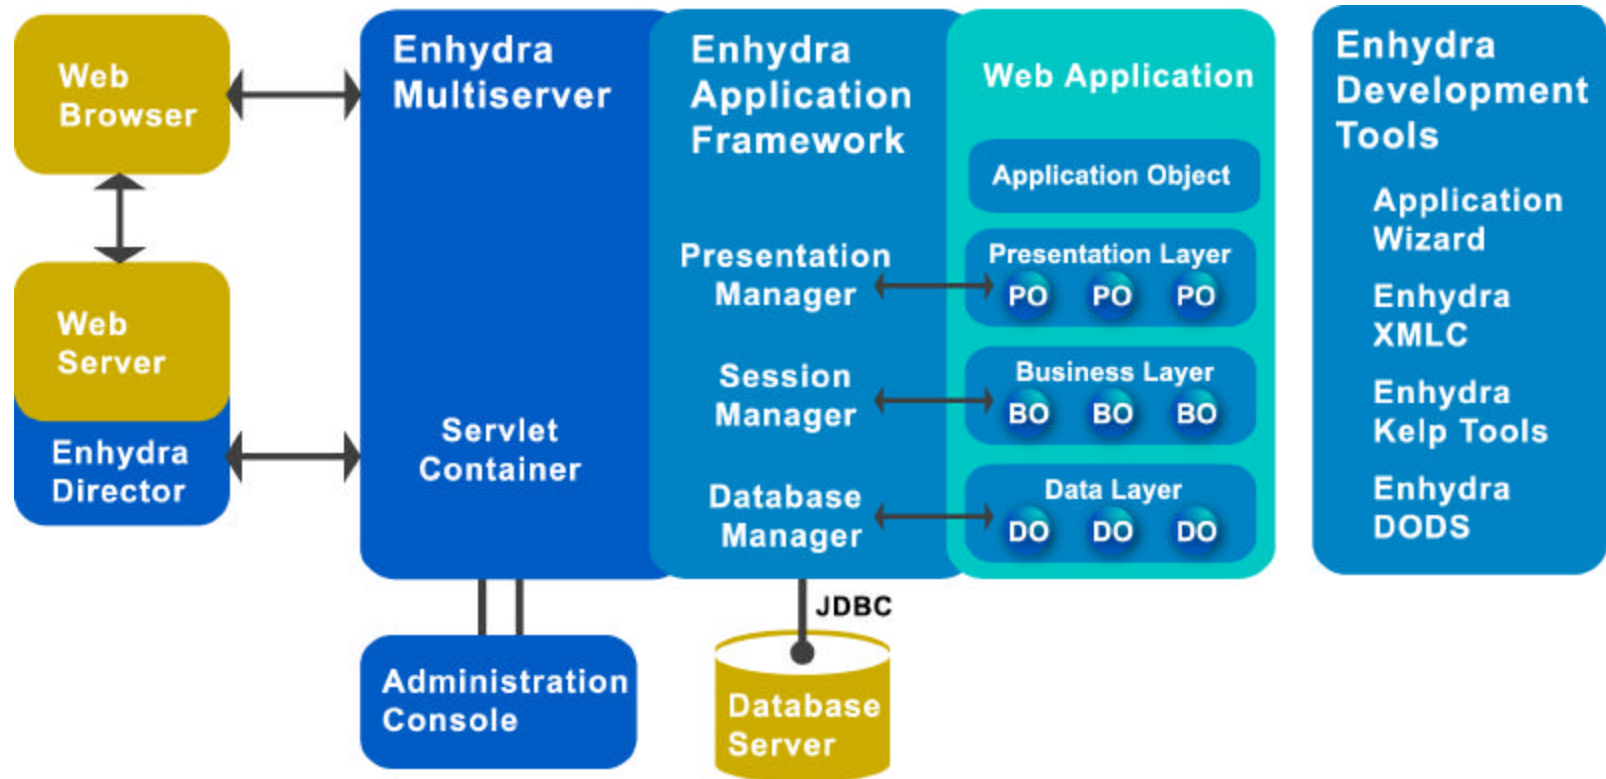 Web
Browser
Web
Server
Enhydra
Director
Enhydra
Multiserver
Servlet
Container
Administration
Console
Enhydra
Application
Framework
Presentation
Manager
Session
Manager
Database
Manager
JDBC
Database
Server
Web Application
Application Object
Presentation Layer
PO PO PO
Business Layer
BO BO BO
Data Layer
DO DO DO
Enhydra
Development
Tools
Application
Wizard
Enhydra
XMLC
Enhydra
Kelp Tools
Enhydra
DODS